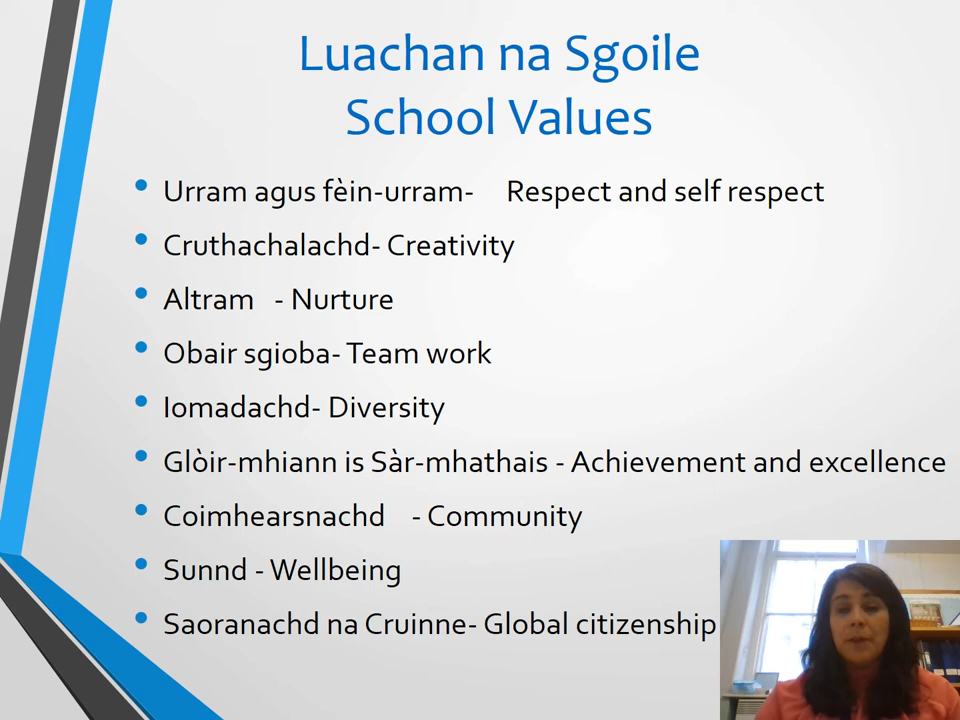 Luachan na Sgoile
School Values
Urram agus fèin-urram- Respect and self respect
Cruthachalachd- Creativity
Altram - Nurture
Obair sgioba- Team work
Iomadachd- Diversity
Glòir-mhiann is Sàr-mhathais - Achievement and excellence
Coimhearsnachd - Community
Sunnd - Wellbeing
Saoranachd na Cruinne- Global citizenship